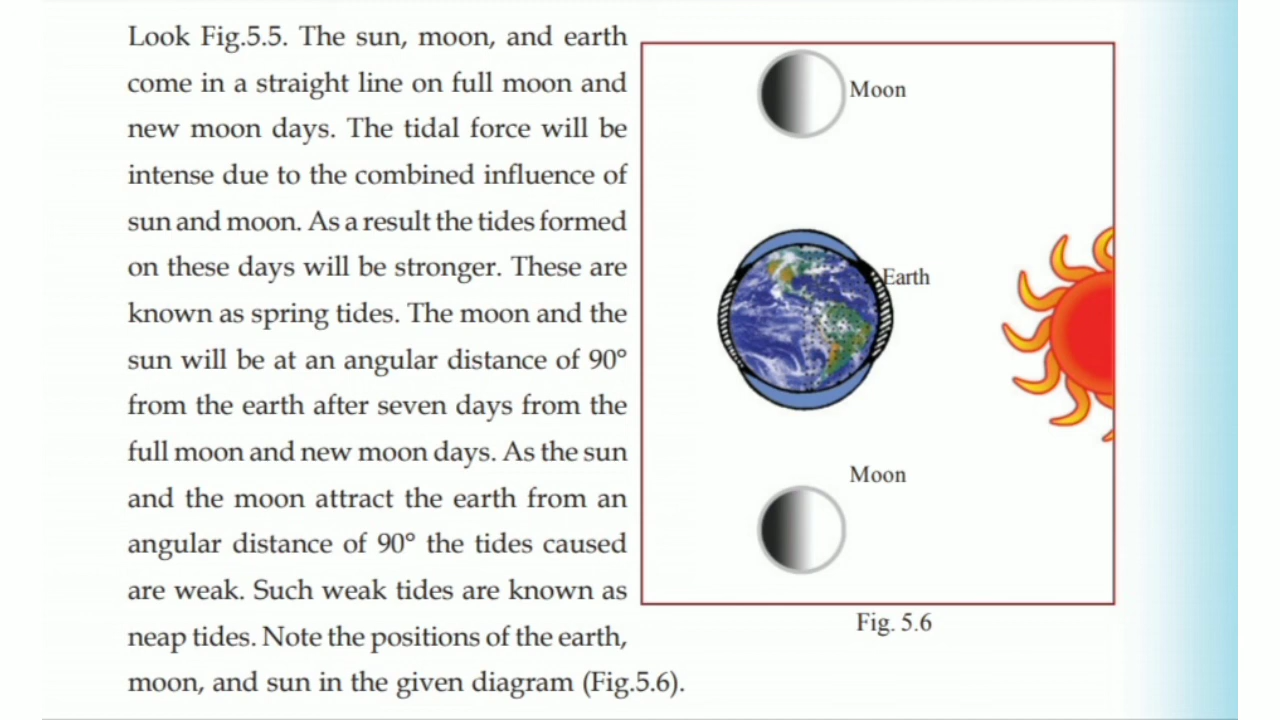 Look Fig.5.5. The sun, moon, and earth
come in a straight line on full moon and
new moon days. The tidal force will be
intense due to the combined influence of
sun and moon. As a result the tides formed
on these days will be stronger. These are
known as spring tides. The moon and the
sun will be at an angular distance of 90°
from the earth after seven days from the
full moon and new moon days. As the sun
and the moon attract the earth from an
angular distance of 90° the tides caused
are weak. Such weak tides are known as
neap tides. Note the positions of the earth,
moon, and sun in the given diagram (Fig.5.6).
Moon
Earth
Moon
Fig. 5.6